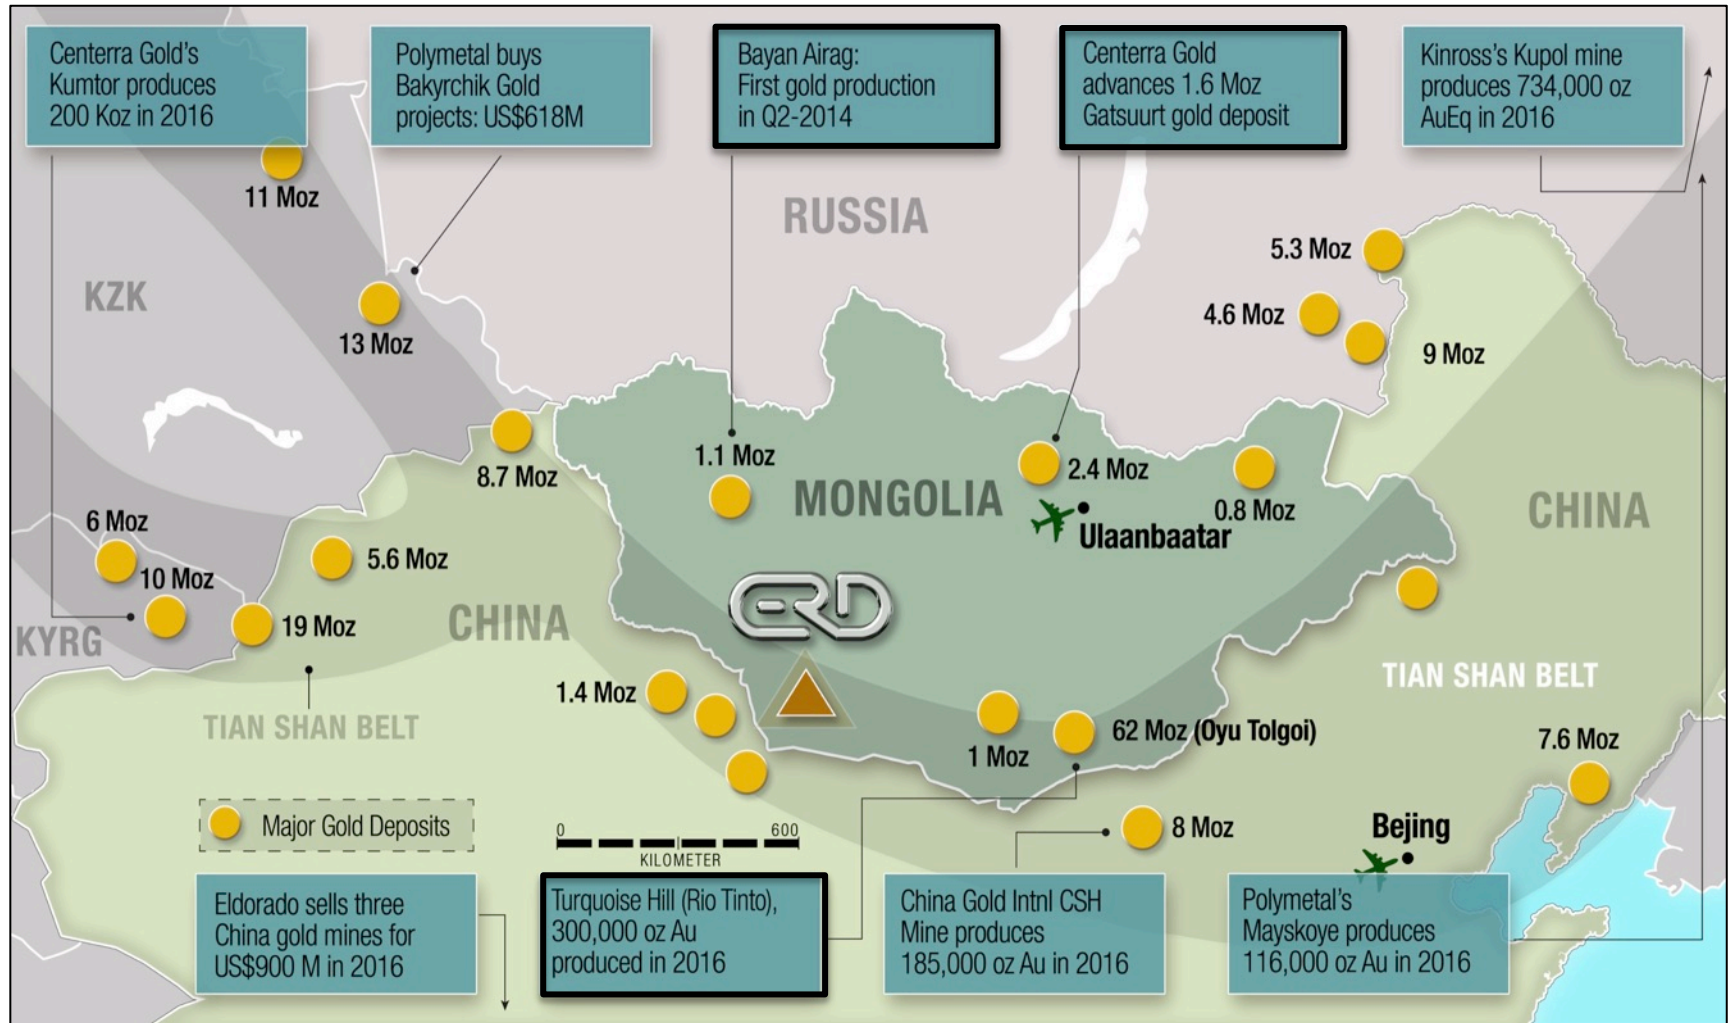 Centerra Gold's
Kumtor produces
200 Koz in 2016
Polymetal buys
Bakyrchik Gold
projects: US$618M
Bayan Airag:
First gold production
in Q2-2014
Centerra Gold
advances 1.6 Moz
Gatsuurt gold deposit
Kinross's Kupol mine
produces 734,000 oz
AuEq in 2016
11 Moz
RUSSIA
5.3 Moz
KZK
4.6 Moz
13 Moz
9 Moz
8.7 Moz
1.1 Moz
MONGOLIA
2.4 Moz
0.8 Moz
Ulaanbaatar
CHINA
6 Moz
10 Moz
5.6 Moz
KYRG
19 Moz
CHINA
ERD
TIAN SHAN BELT
1.4 Moz
TIAN SHAN BELT
1 Moz
62 Moz (Oyu Tolgoi)
7.6 Moz
Major Gold Deposits
0 600
KILOMETER
8 Moz
Bejing
Eldorado sells three
China gold mines for
US$900 M in 2016
Turquoise Hill (Rio Tinto),
300,000 oz Au
produced in 2016
China Gold Intnl CSH
Mine produces
185,000 oz Au in 2016
Polymetal's
Mayskoye produces
116,000 oz Au in 2016